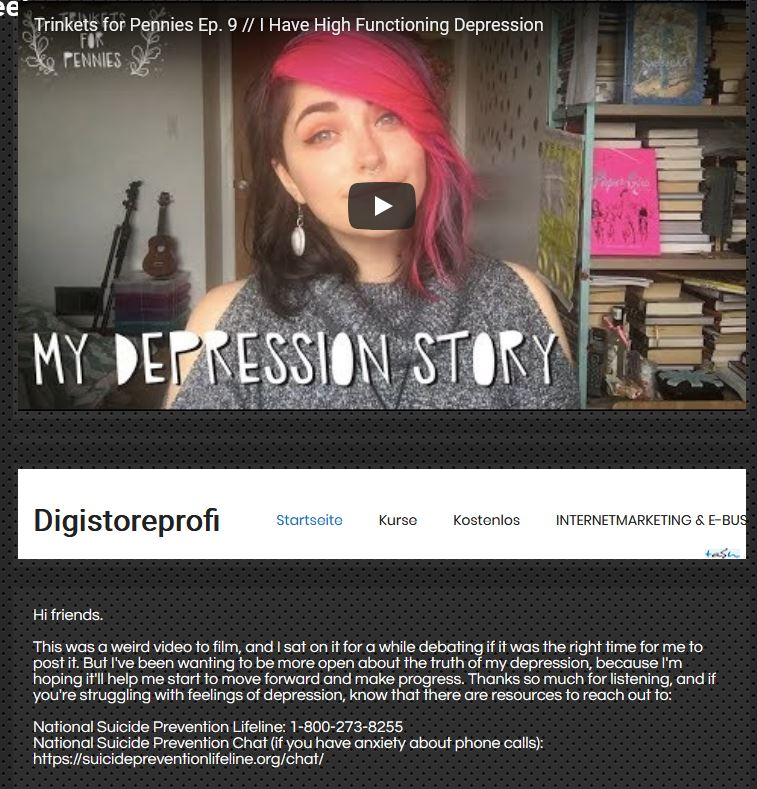 ee
Trinkets for Pennies Ep. 9 // I Have High Functioning Depression
TRINKETS
FOR
PENNIES
MY DEPRESSION STORY
Digistoreprofi
Startseite Kurse Kostenlos INTERNETMARKETING & E-BUS
tash
Hi friends.
This was a weird video to film, and I sat on it for a while debating if it was the right time for me to
post it. But I've been wanting to be more open about the truth of my depression, because I'm
hoping it'll help me start to move forward and make progress. Thanks so much for listening, and if
you're struggling with feelings of depression, know that there are resources to reach out to:
National Suicide Prevention Lifeline: 1-800-273-8255
National Suicide Prevention Chat (if you have anxiety about phone calls):
https://suicidepreventionlifeline.org/chat/